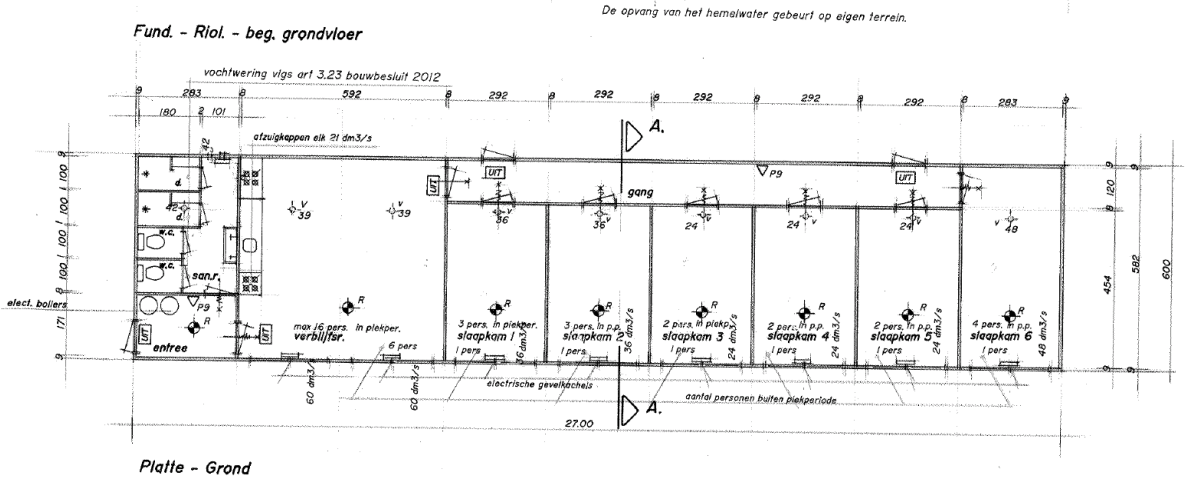 De opvang van het hemelwater gebeurt op eigen terrein.
Fund. - Riol. - beg. grondvloer
vochtwering vlgs art 3.23 bouwbesluit 2012
9 283 8 592 8 292 8 292 8 292 8 292 8 292 8 283 9
180 2 101
afzuigkappen elk 21 dm3/s
A.
42
UIT
UIT
gang
P9
UIT
d.
d.
v 39
v 39
v 36
v 36
24 v
24 v
24 v
v 48
w.c.
w.c.
san.r.
9 100 100 100 100 8 171 9
9 120 8 454 9
9 582 9
600
elect. boilers
P9
R
R
R
R
R
R
R
R
UIT
UIT
entree
max 16 pers. in piekper.
verblijfsr.
6 pers
3 pers. in piekper.
slaapkam 1
1 pers
36 dm3/s
3 pers. in p.p.
slaapkam 2
1 pers
36 dm3/s
2 pers. in piekp.
slaapkam 3
1 pers
24 dm3/s
2 pers. in p.p.
slaapkam 4
1 pers
24 dm3/s
2 pers. in p.p.
slaapkam 5
1 pers
24 dm3/s
4 pers. in p.p.
slaapkam 6
1 pers
48 dm3/s
60 dm3/s
60 dm3/s
electrische gevelkachels
aantal personen buiten piekperiode
A.
27.00
Platte - Grond